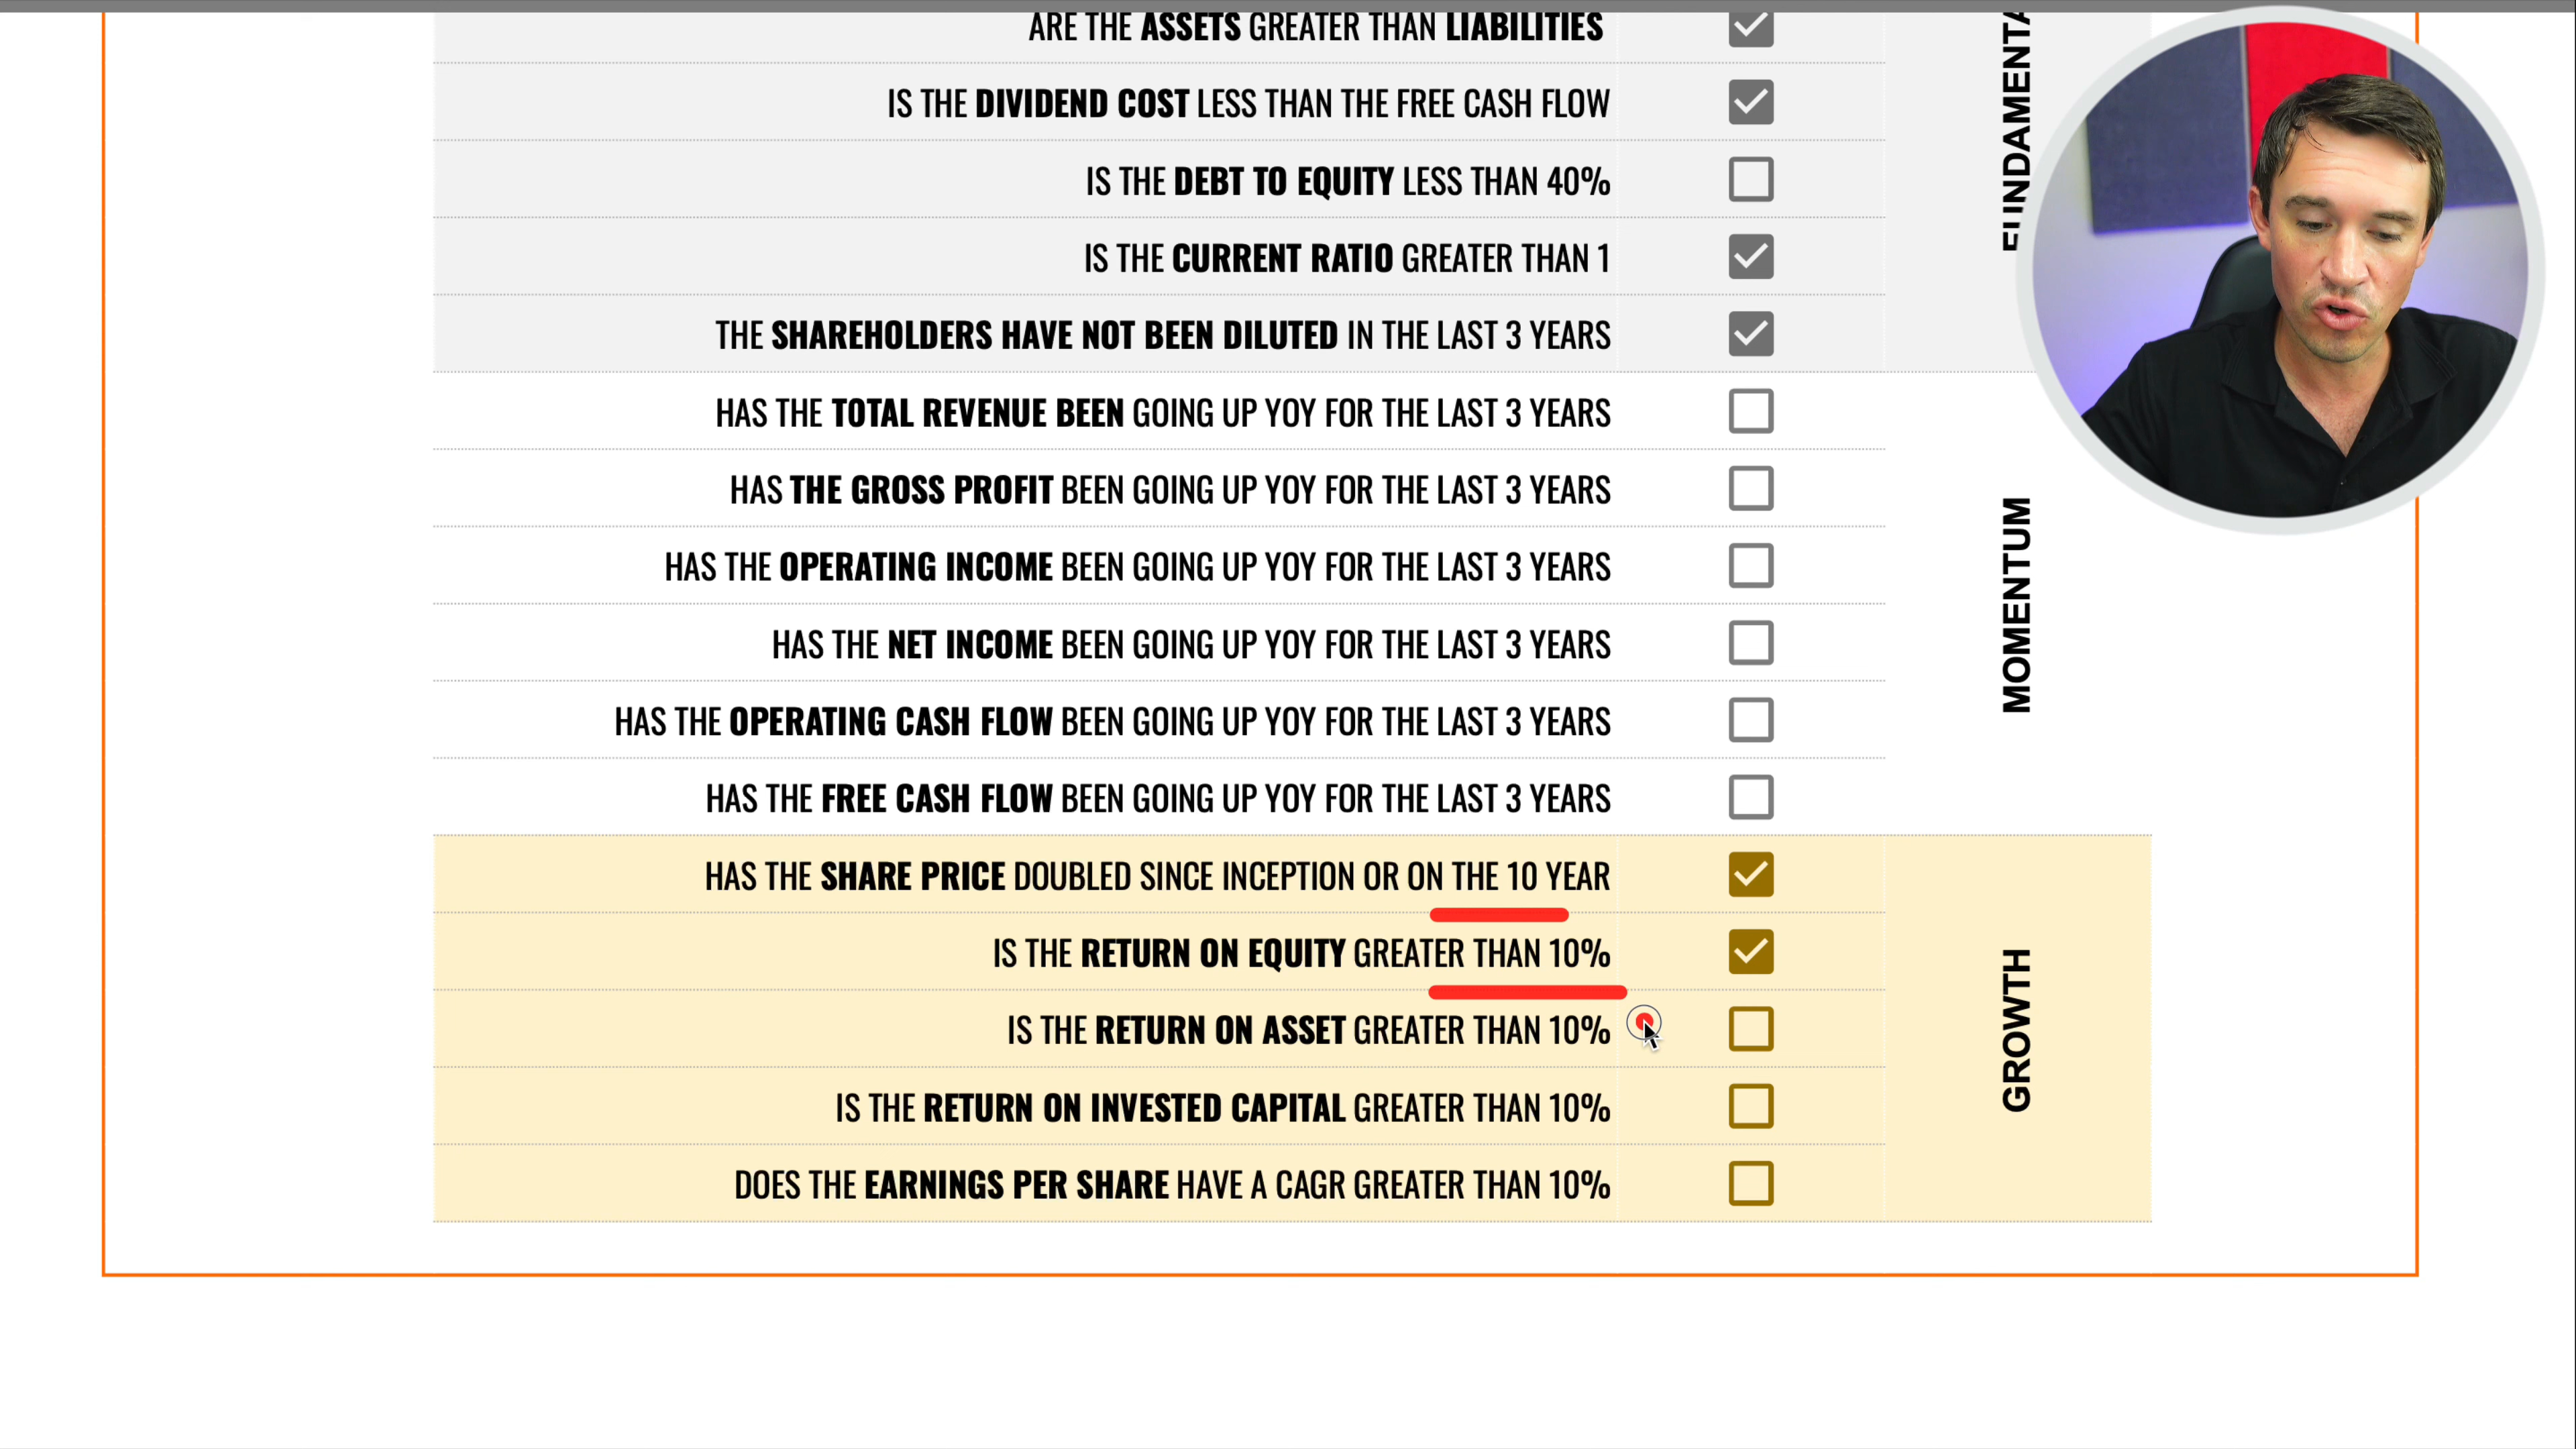 ARE THE ASSETS GREATER THAN LIABILITIES
IS THE DIVIDEND COST LESS THAN THE FREE CASH FLOW
IS THE DEBT TO EQUITY LESS THAN 40%
IS THE CURRENT RATIO GREATER THAN 1
THE SHAREHOLDERS HAVE NOT BEEN DILUTED IN THE LAST 3 YEARS
HAS THE TOTAL REVENUE BEEN GOING UP YOY FOR THE LAST 3 YEARS
HAS THE GROSS PROFIT BEEN GOING UP YOY FOR THE LAST 3 YEARS
HAS THE OPERATING INCOME BEEN GOING UP YOY FOR THE LAST 3 YEARS
HAS THE NET INCOME BEEN GOING UP YOY FOR THE LAST 3 YEARS
HAS THE OPERATING CASH FLOW BEEN GOING UP YOY FOR THE LAST 3 YEARS
HAS THE FREE CASH FLOW BEEN GOING UP YOY FOR THE LAST 3 YEARS
MOMENTUM
HAS THE SHARE PRICE DOUBLED SINCE INCEPTION OR ON THE 10 YEAR
IS THE RETURN ON EQUITY GREATER THAN 10%
IS THE RETURN ON ASSET GREATER THAN 10%
IS THE RETURN ON INVESTED CAPITAL GREATER THAN 10%
DOES THE EARNINGS PER SHARE HAVE A CAGR GREATER THAN 10%
GROWTH